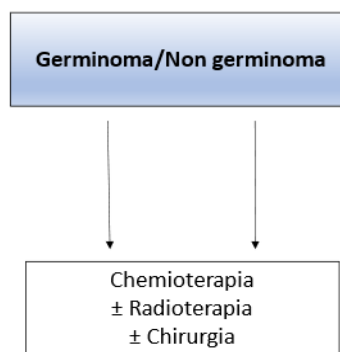 Germinoma/Non germinoma
Chemioterapia
± Radioterapia
± Chirurgia